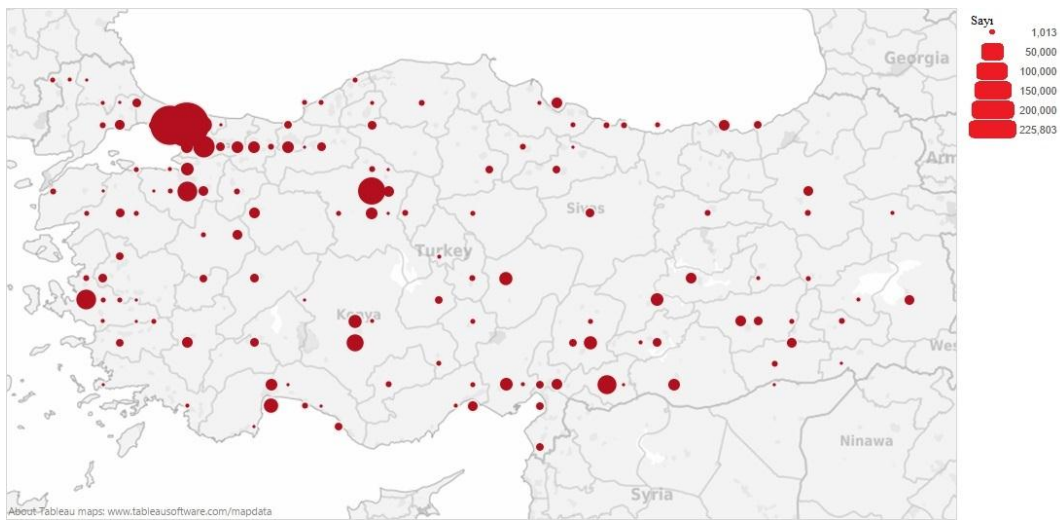 Sayı
1,013
50,000
100,000
150,000
200,000
225,803
Georgia
Arm
Sivas
Turkey
Konya
Wes
Ninawa
Syria
About Tableau maps: www.tableausoftware.com/mapdata